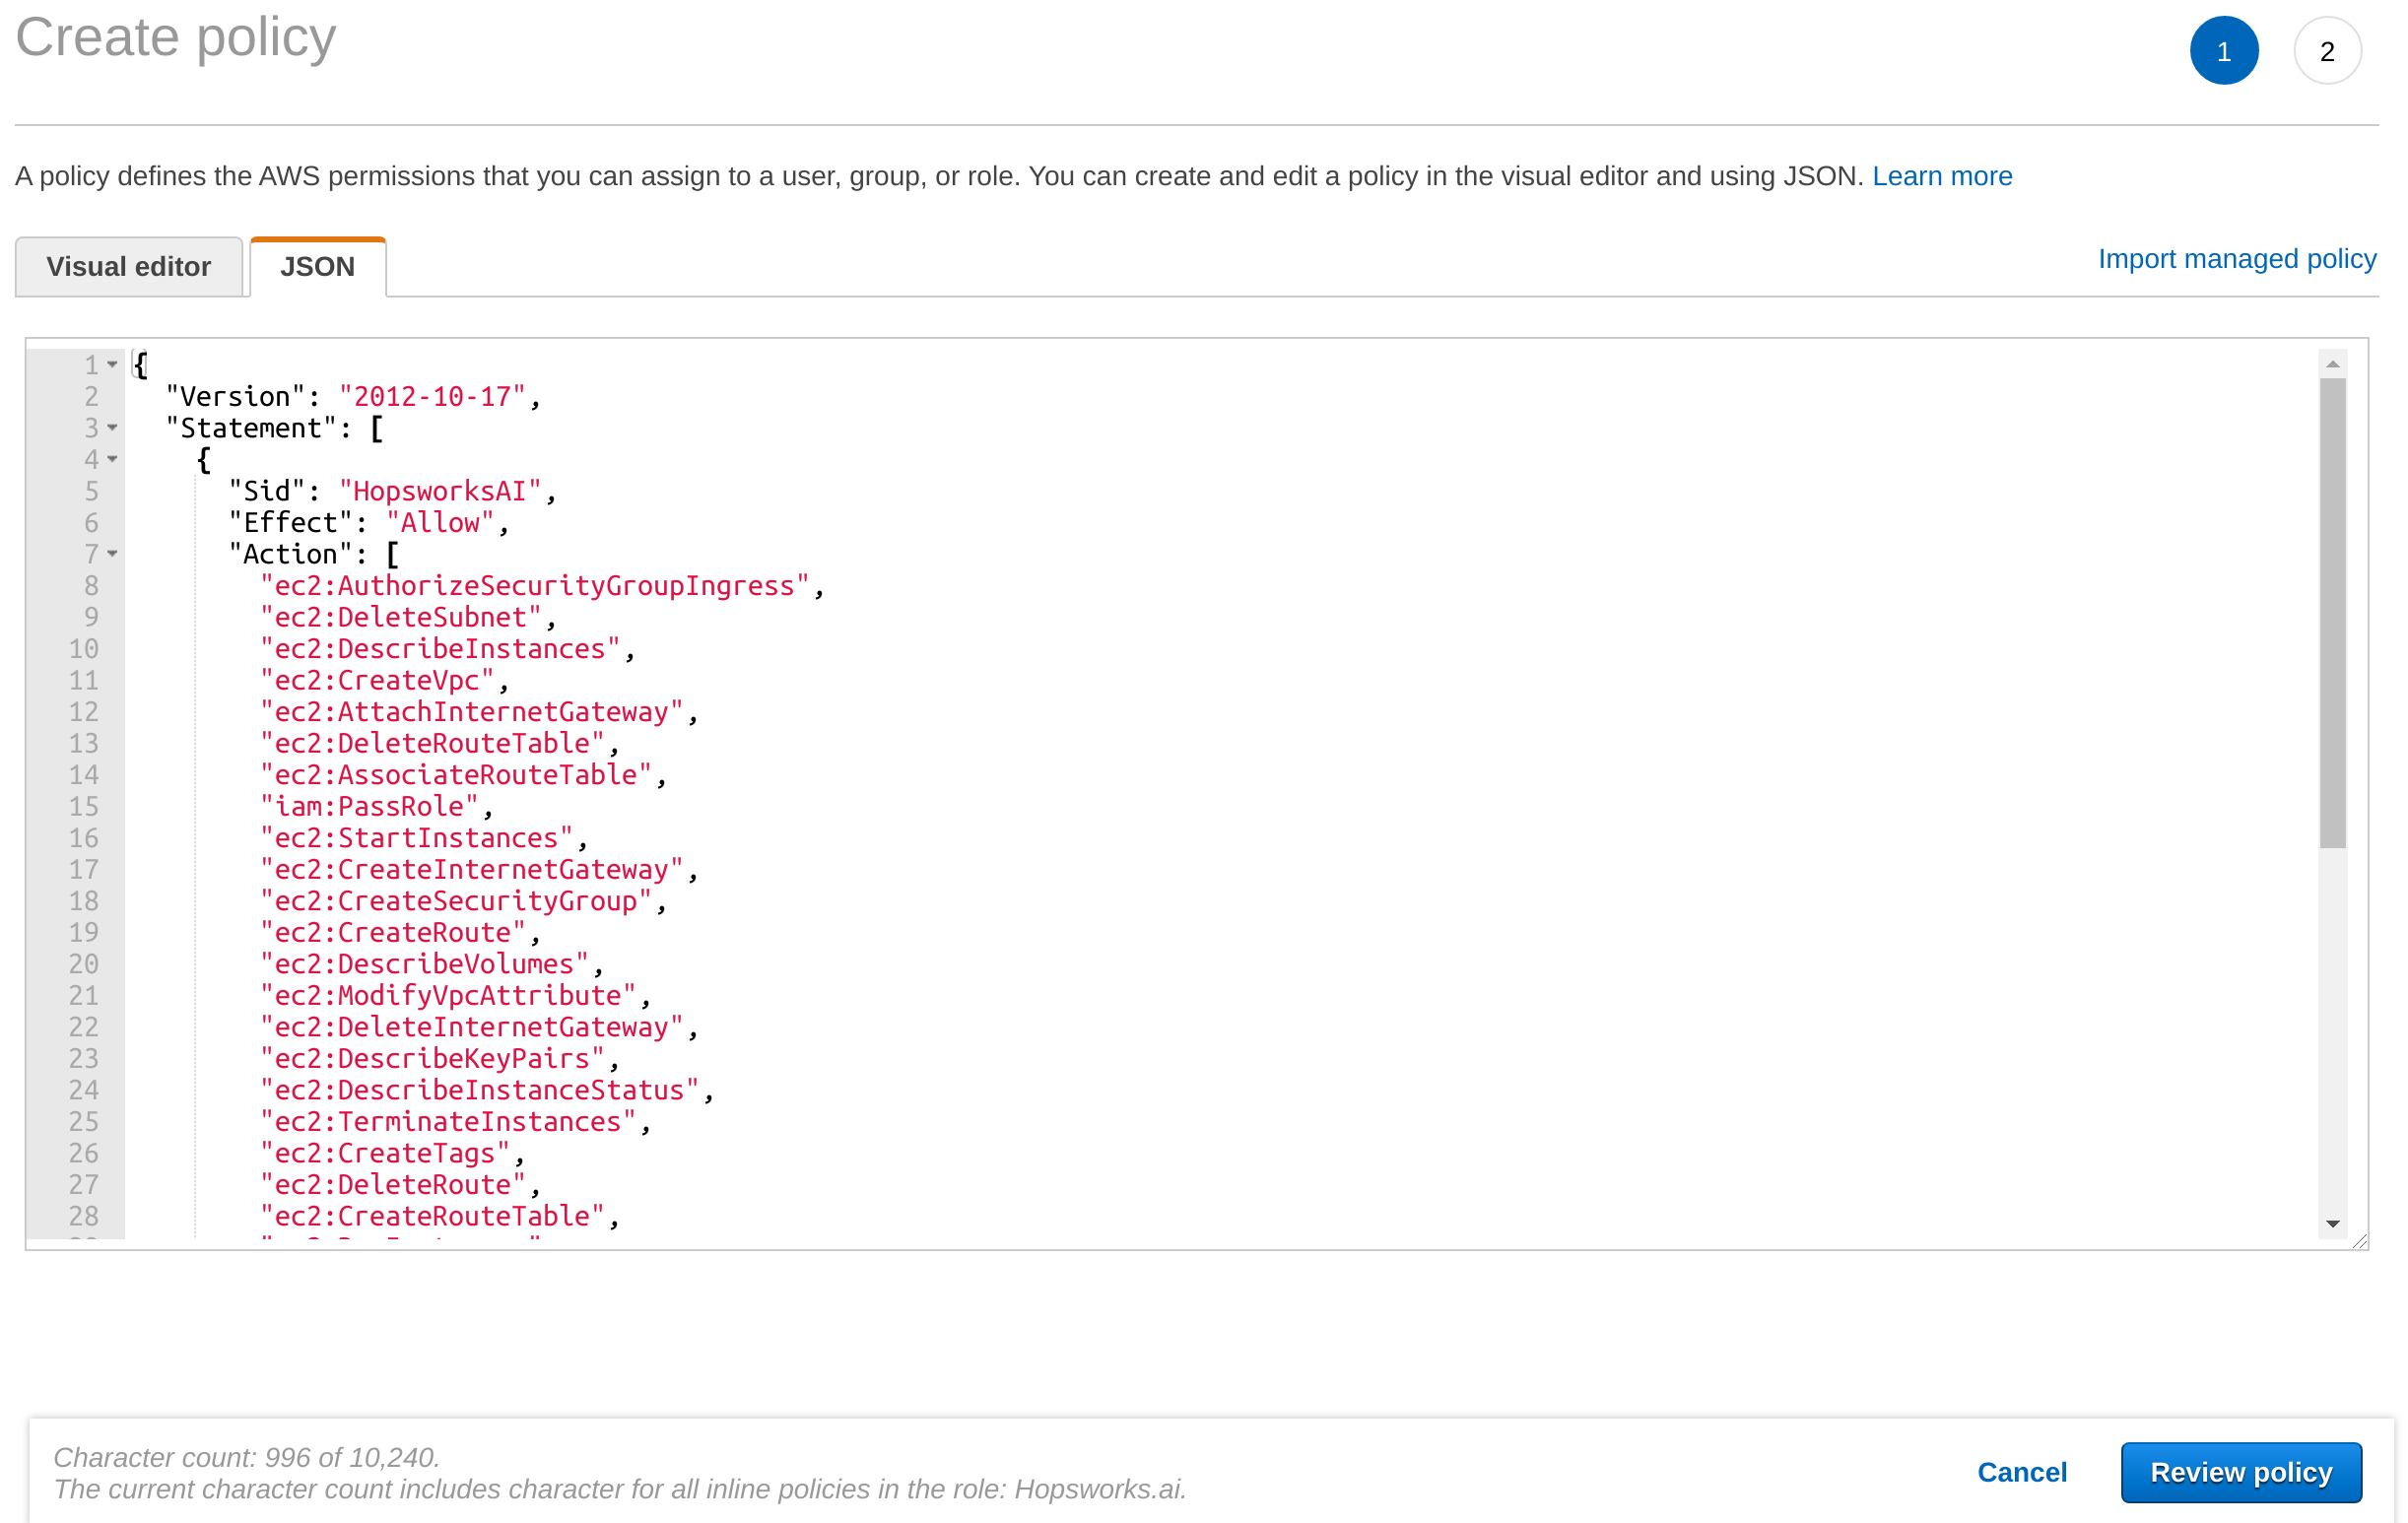 Create policy
1 2
A policy defines the AWS permissions that you can assign to a user, group, or role. You can create and edit a policy in the visual editor and using JSON. Learn more
Visual editor JSON Import managed policy
1 {
2 "Version": "2012-10-17",
3 "Statement": [
4 {
5 "Sid": "HopsworksAI",
6 "Effect": "Allow",
7 "Action": [
8 "ec2:AuthorizeSecurityGroupIngress",
9 "ec2:DeleteSubnet",
10 "ec2:DescribeInstances",
11 "ec2:CreateVpc",
12 "ec2:AttachInternetGateway",
13 "ec2:DeleteRouteTable",
14 "ec2:AssociateRouteTable",
15 "iam:PassRole",
16 "ec2:StartInstances",
17 "ec2:CreateInternetGateway",
18 "ec2:CreateSecurityGroup",
19 "ec2:CreateRoute",
20 "ec2:DescribeVolumes",
21 "ec2:ModifyVpcAttribute",
22 "ec2:DeleteInternetGateway",
23 "ec2:DescribeKeyPairs",
24 "ec2:DescribeInstanceStatus",
25 "ec2:TerminateInstances",
26 "ec2:CreateTags",
27 "ec2:DeleteRoute",
28 "ec2:CreateRouteTable",
Character count: 996 of 10,240.
The current character count includes character for all inline policies in the role: Hopsworks.ai.
Cancel Review policy